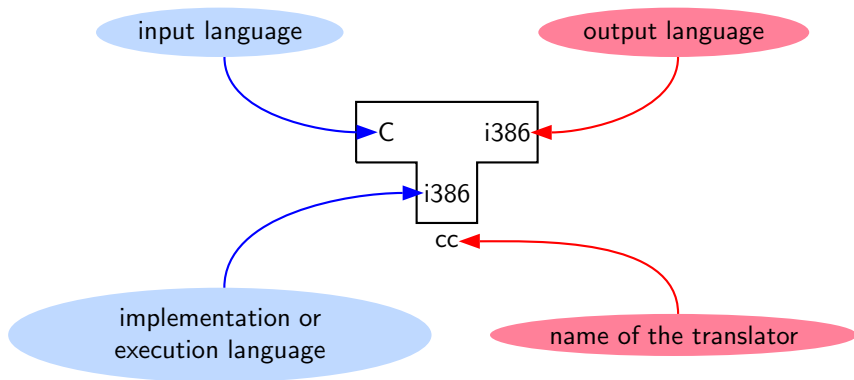 input language
output language
C
i386
i386
cc
implementation or
execution language
name of the translator